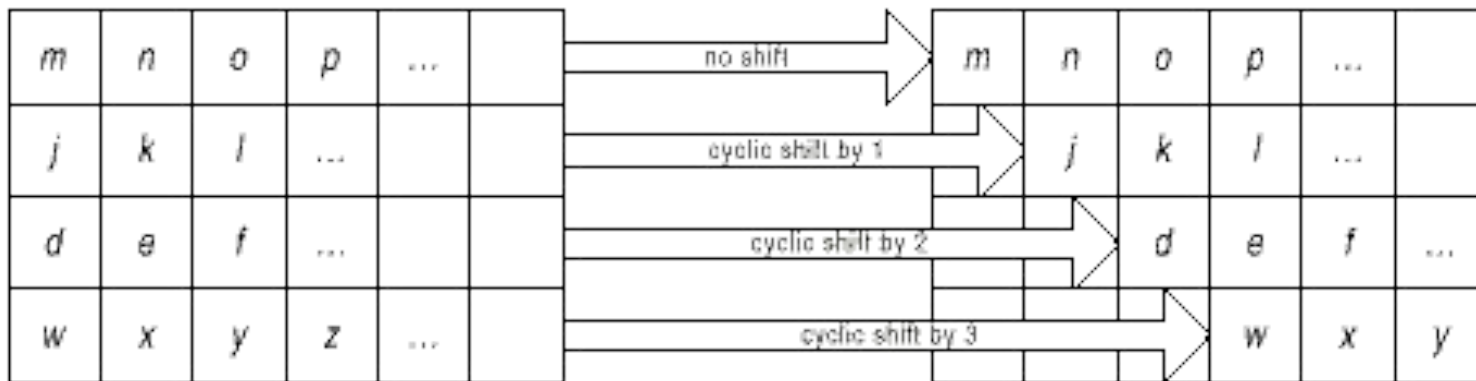 m n o p ... no shift m n o p ...
j k l ... cyclic shift by 1 j k l ...
d e f ... cyclic shift by 2 d e f ...
w x y z ... cyclic shift by 3 w x y